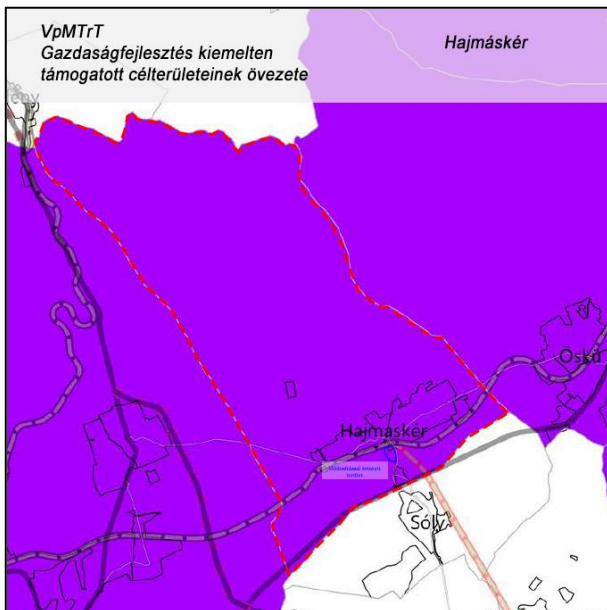 VpMTrT
Gazdaságfejlesztés kiemelten
támogatott célterületeinek övezete
Hajmáskér
Öskü
Hajmáskér
Sóly